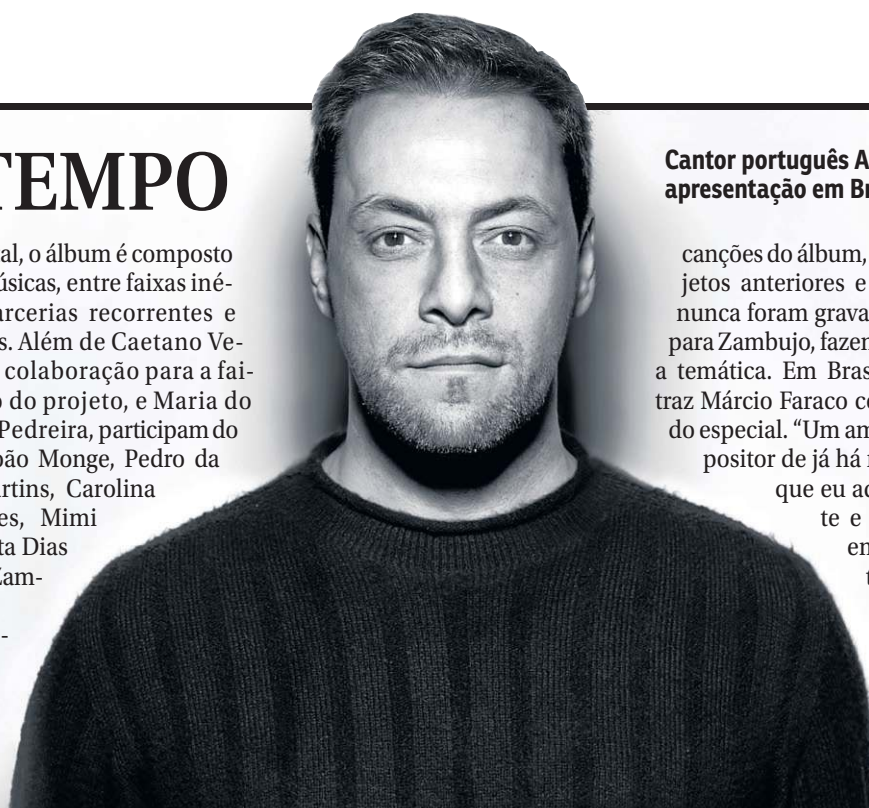 TEMPO
al, o álbum é composto
úsicas, entre faixas iné-
arcerias recorrentes e
s. Além de Caetano Ve-
colaboração para a fai-
o do projeto, e Maria do
Pedreira, participam do
oão Monge, Pedro da
rtins, Carolina
es, Mimi
ta Dias
Zam-
-
Cantor português A
apresentação em Br
canções do álbum,
jetos anteriores e
nunca foram grava
para Zambujo, fazen
a temática. Em Bras
traz Márcio Faraco co
do especial. “Um am
positor de já há
que eu ad
te e
en
t